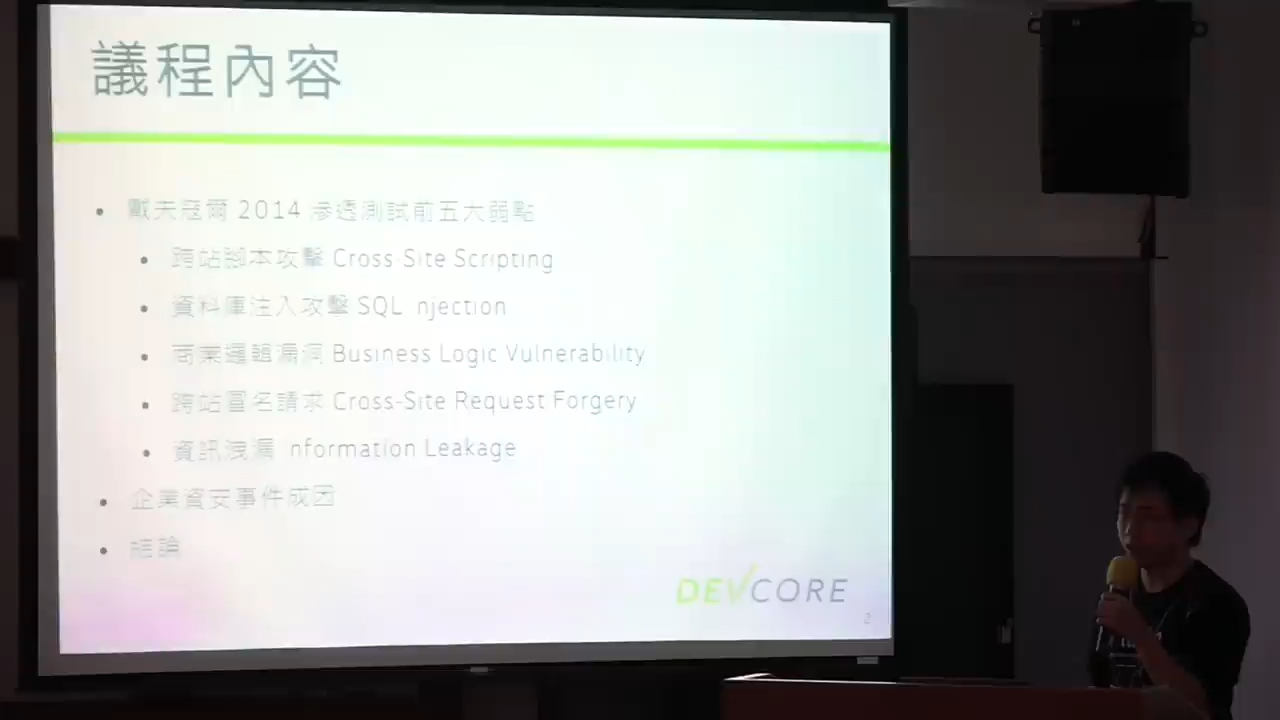 議程內容
戴夫寇爾 2014 滲透測試前五大弱點
跨站腳本攻擊 Cross-Site Scripting
資料庫注入攻擊 SQL Injection
商業邏輯漏洞 Business Logic Vulnerability
跨站冒名請求 Cross-Site Request Forgery
資訊洩漏 Information Leakage
企業資安事件成因
結論
DEVCORE
2